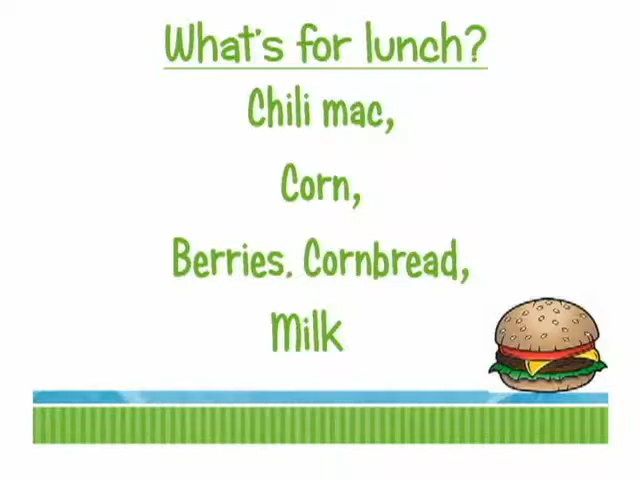 What's for lunch?
Chili mac,
Corn,
Berries. Cornbread,
Milk